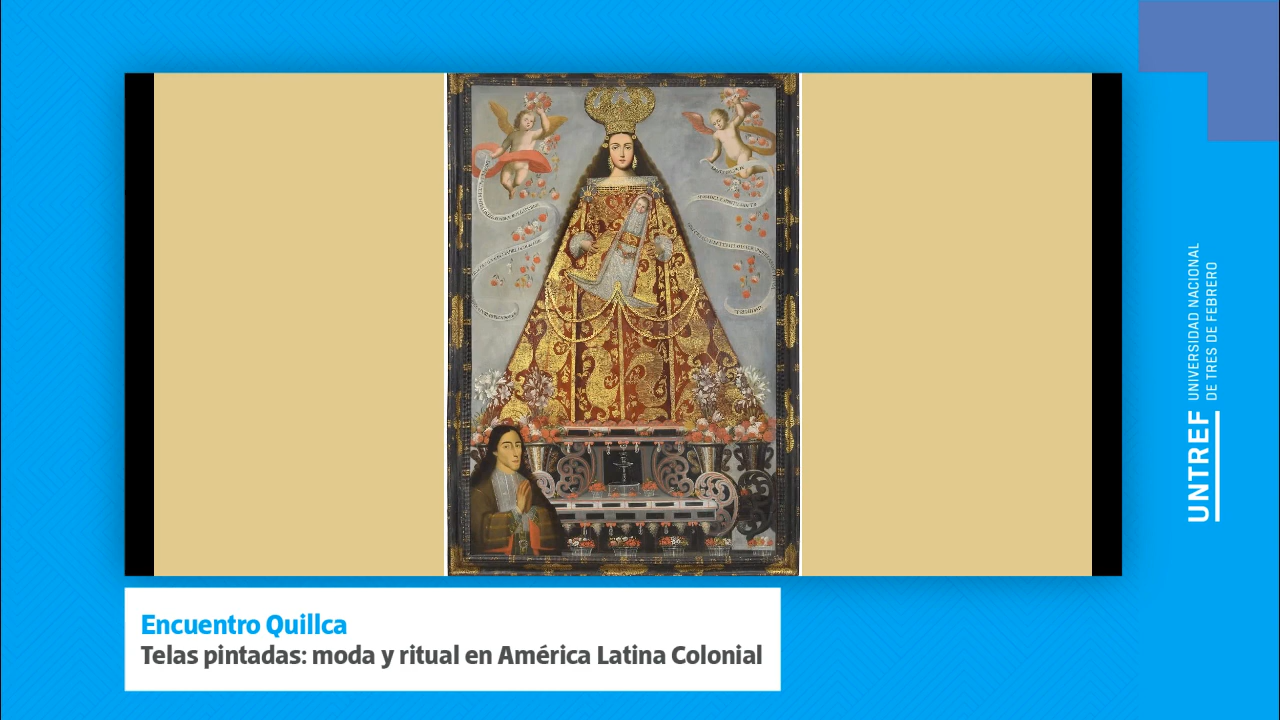 Encuentro Quillca
Telas pintadas: moda y ritual en América Latina Colonial
UNTREF
UNIVERSIDAD NACIONAL
DE TRES DE FEBRERO